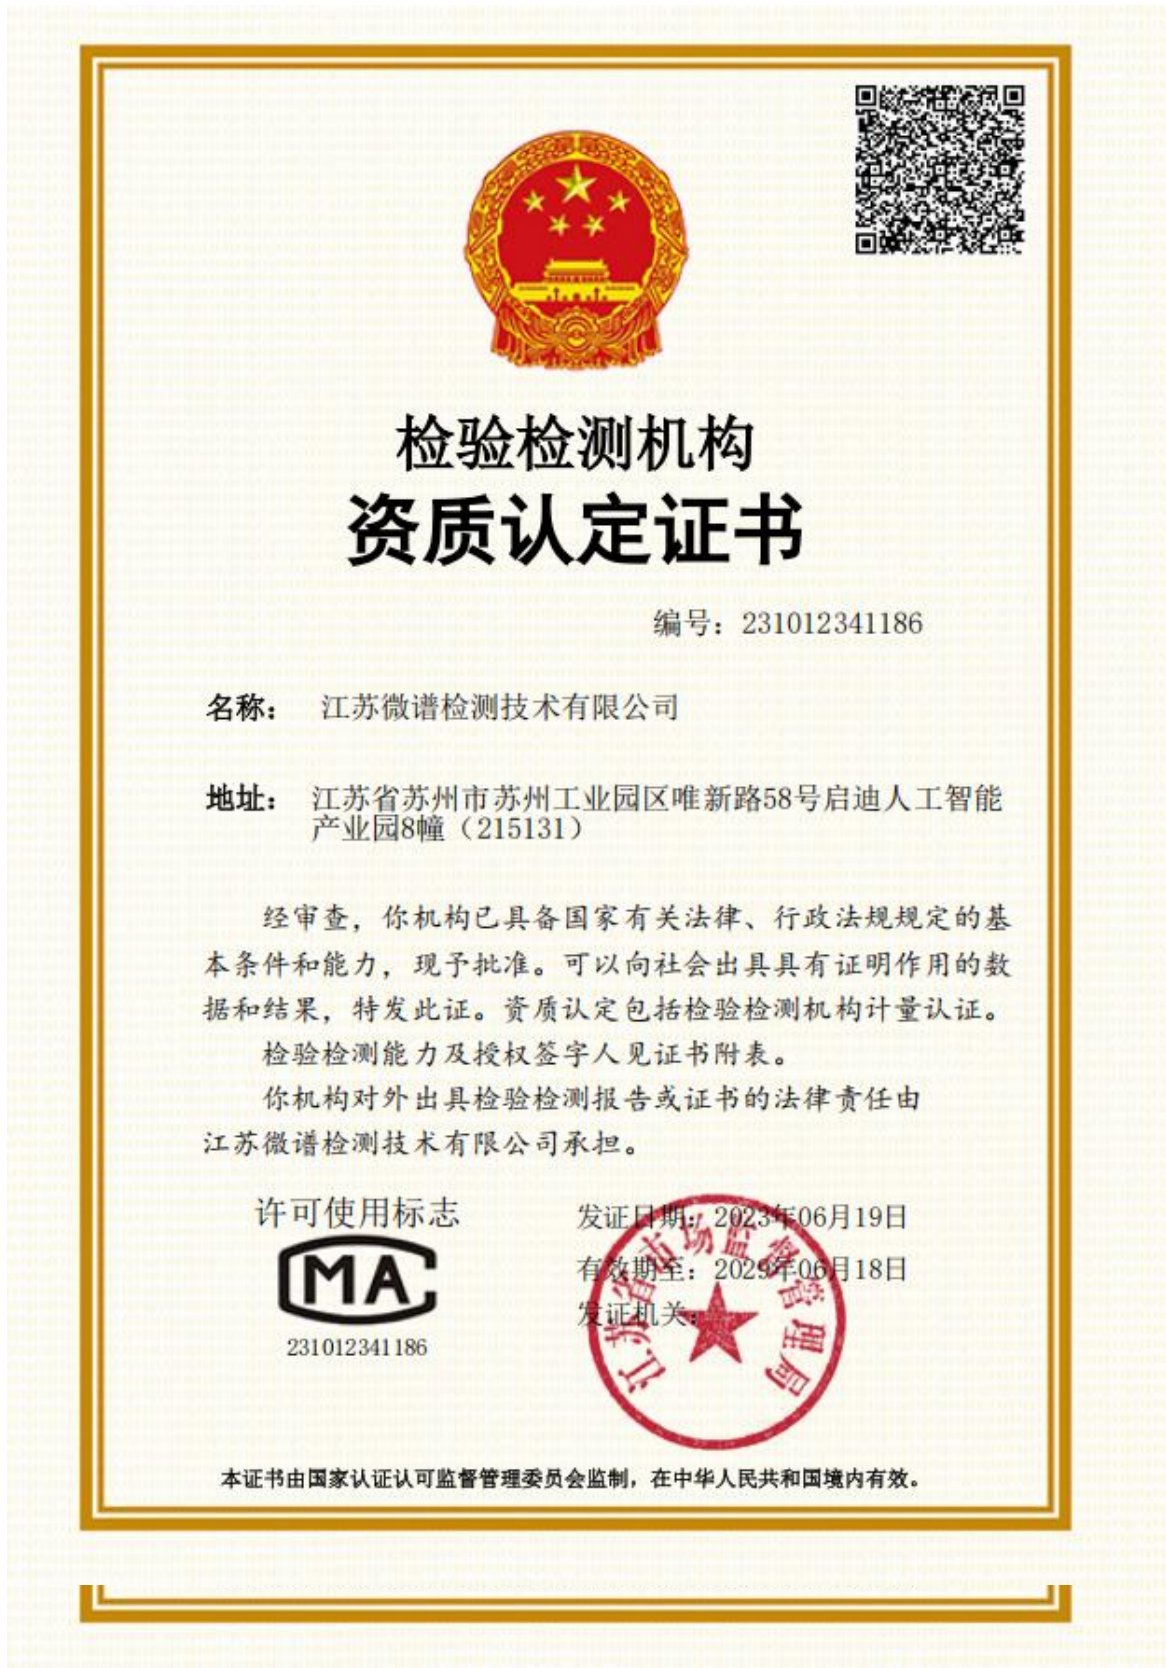 检验检测机构
资质认定证书
编号：231012341186
名称： 江苏微谱检测技术有限公司
地址： 江苏省苏州市苏州工业园区唯新路58号启迪人工智能
产业园8幢（215131）
经审查，你机构已具备国家有关法律、行政法规规定的基
本条件和能力，现予批准。可以向社会出具具有证明作用的数
据和结果，特发此证。资质认定包括检验检测机构计量认证。
检验检测能力及授权签字人见证书附表。
你机构对外出具检验检测报告或证书的法律责任由
江苏微谱检测技术有限公司承担。
许可使用标志
MA
231012341186
发证日期：2023年06月19日
有效期至：2029年06月18日
发证机关：
江苏省市场监督管理局
本证书由国家认证认可监督管理委员会监制，在中华人民共和国境内有效。